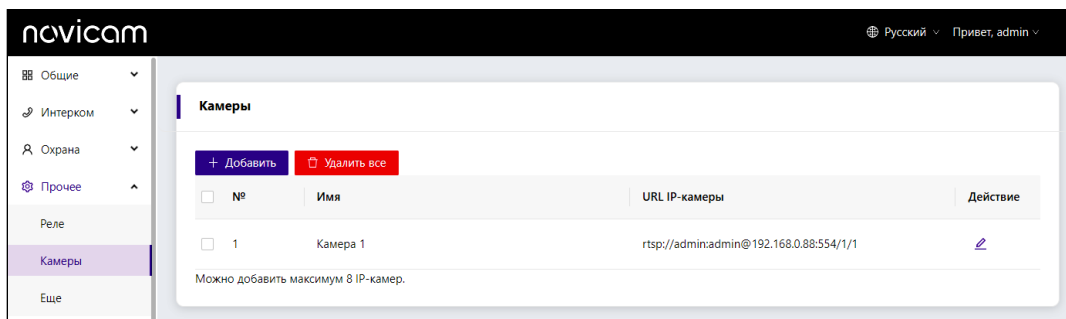 novicam
Русский Привет, admin
Общие
Интерком
Охрана
Прочее
Реле
Камеры
Еще
Камеры
+ Добавить Удалить все
№ Имя URL IP-камеры Действие
1 Камера 1 rtsp://admin:admin@192.168.0.88:554/1/1
Можно добавить максимум 8 IP-камер.